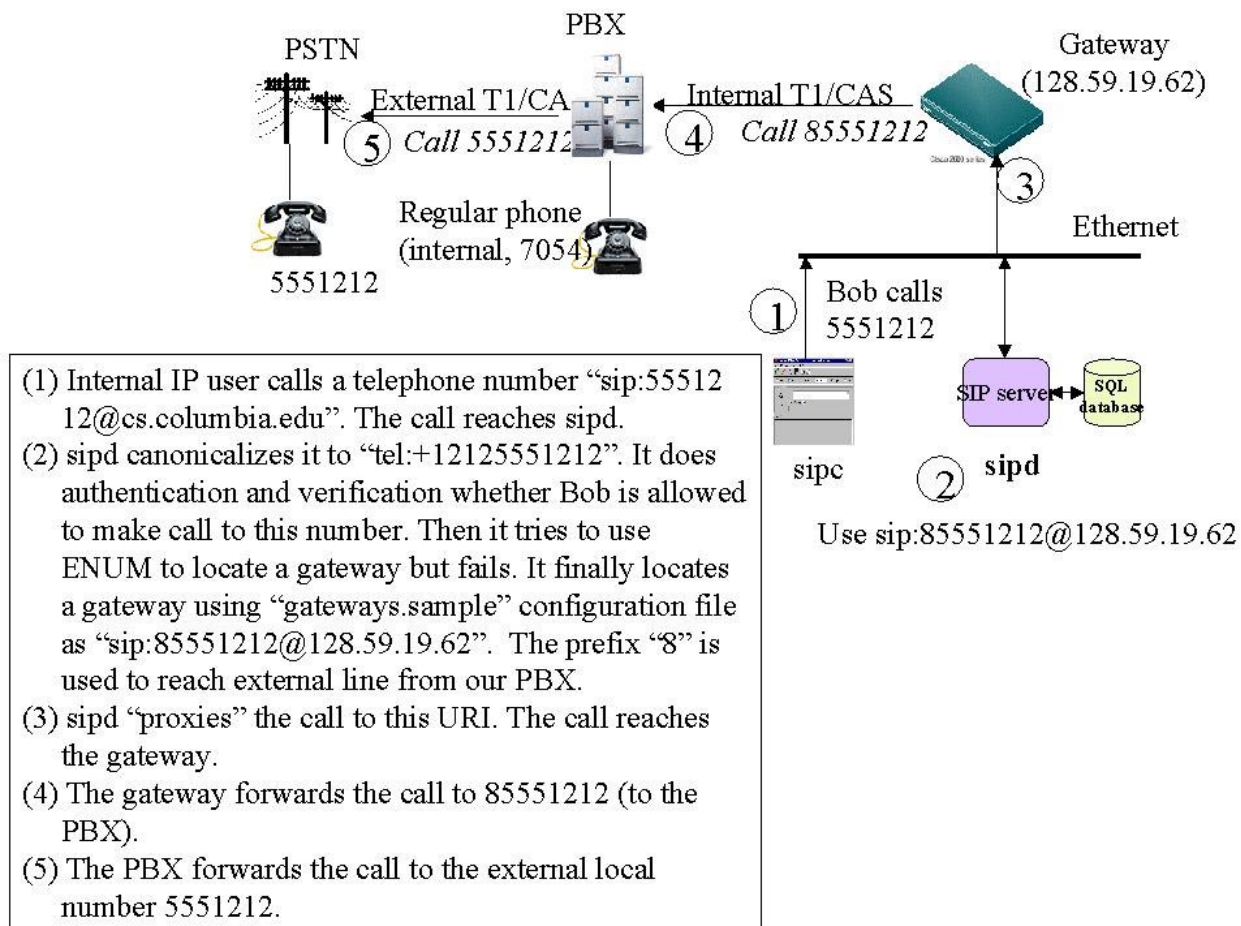 PBX
PSTN
Gateway
(128.59.19.62)
External T1/CA
Internal T1/CAS
Call 5551212
Call 85551212
5
4
3
Cisco 2600 series
Regular phone
(internal, 7054)
5551212
Ethernet
1
Bob calls
5551212
SIP server
SQL
database
sipc
2
sipd
Use sip:85551212@128.59.19.62
(1) Internal IP user calls a telephone number “sip:55512
12@cs.columbia.edu”. The call reaches sipd.
(2) sipd canonicalizes it to “tel:+12125551212”. It does
authentication and verification whether Bob is allowed
to make call to this number. Then it tries to use
ENUM to locate a gateway but fails. It finally locates
a gateway using “gateways.sample” configuration file
as “sip:85551212@128.59.19.62”. The prefix “8” is
used to reach external line from our PBX.
(3) sipd “proxies” the call to this URI. The call reaches
the gateway.
(4) The gateway forwards the call to 85551212 (to the
PBX).
(5) The PBX forwards the call to the external local
number 5551212.